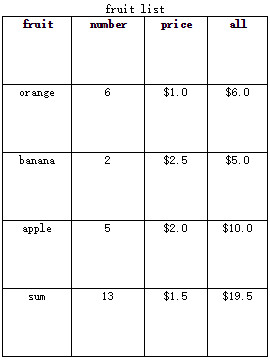 fruit list
fruit number price all
orange 6 $1.0 $6.0
banana 2 $2.5 $5.0
apple 5 $2.0 $10.0
sum 13 $1.5 $19.5